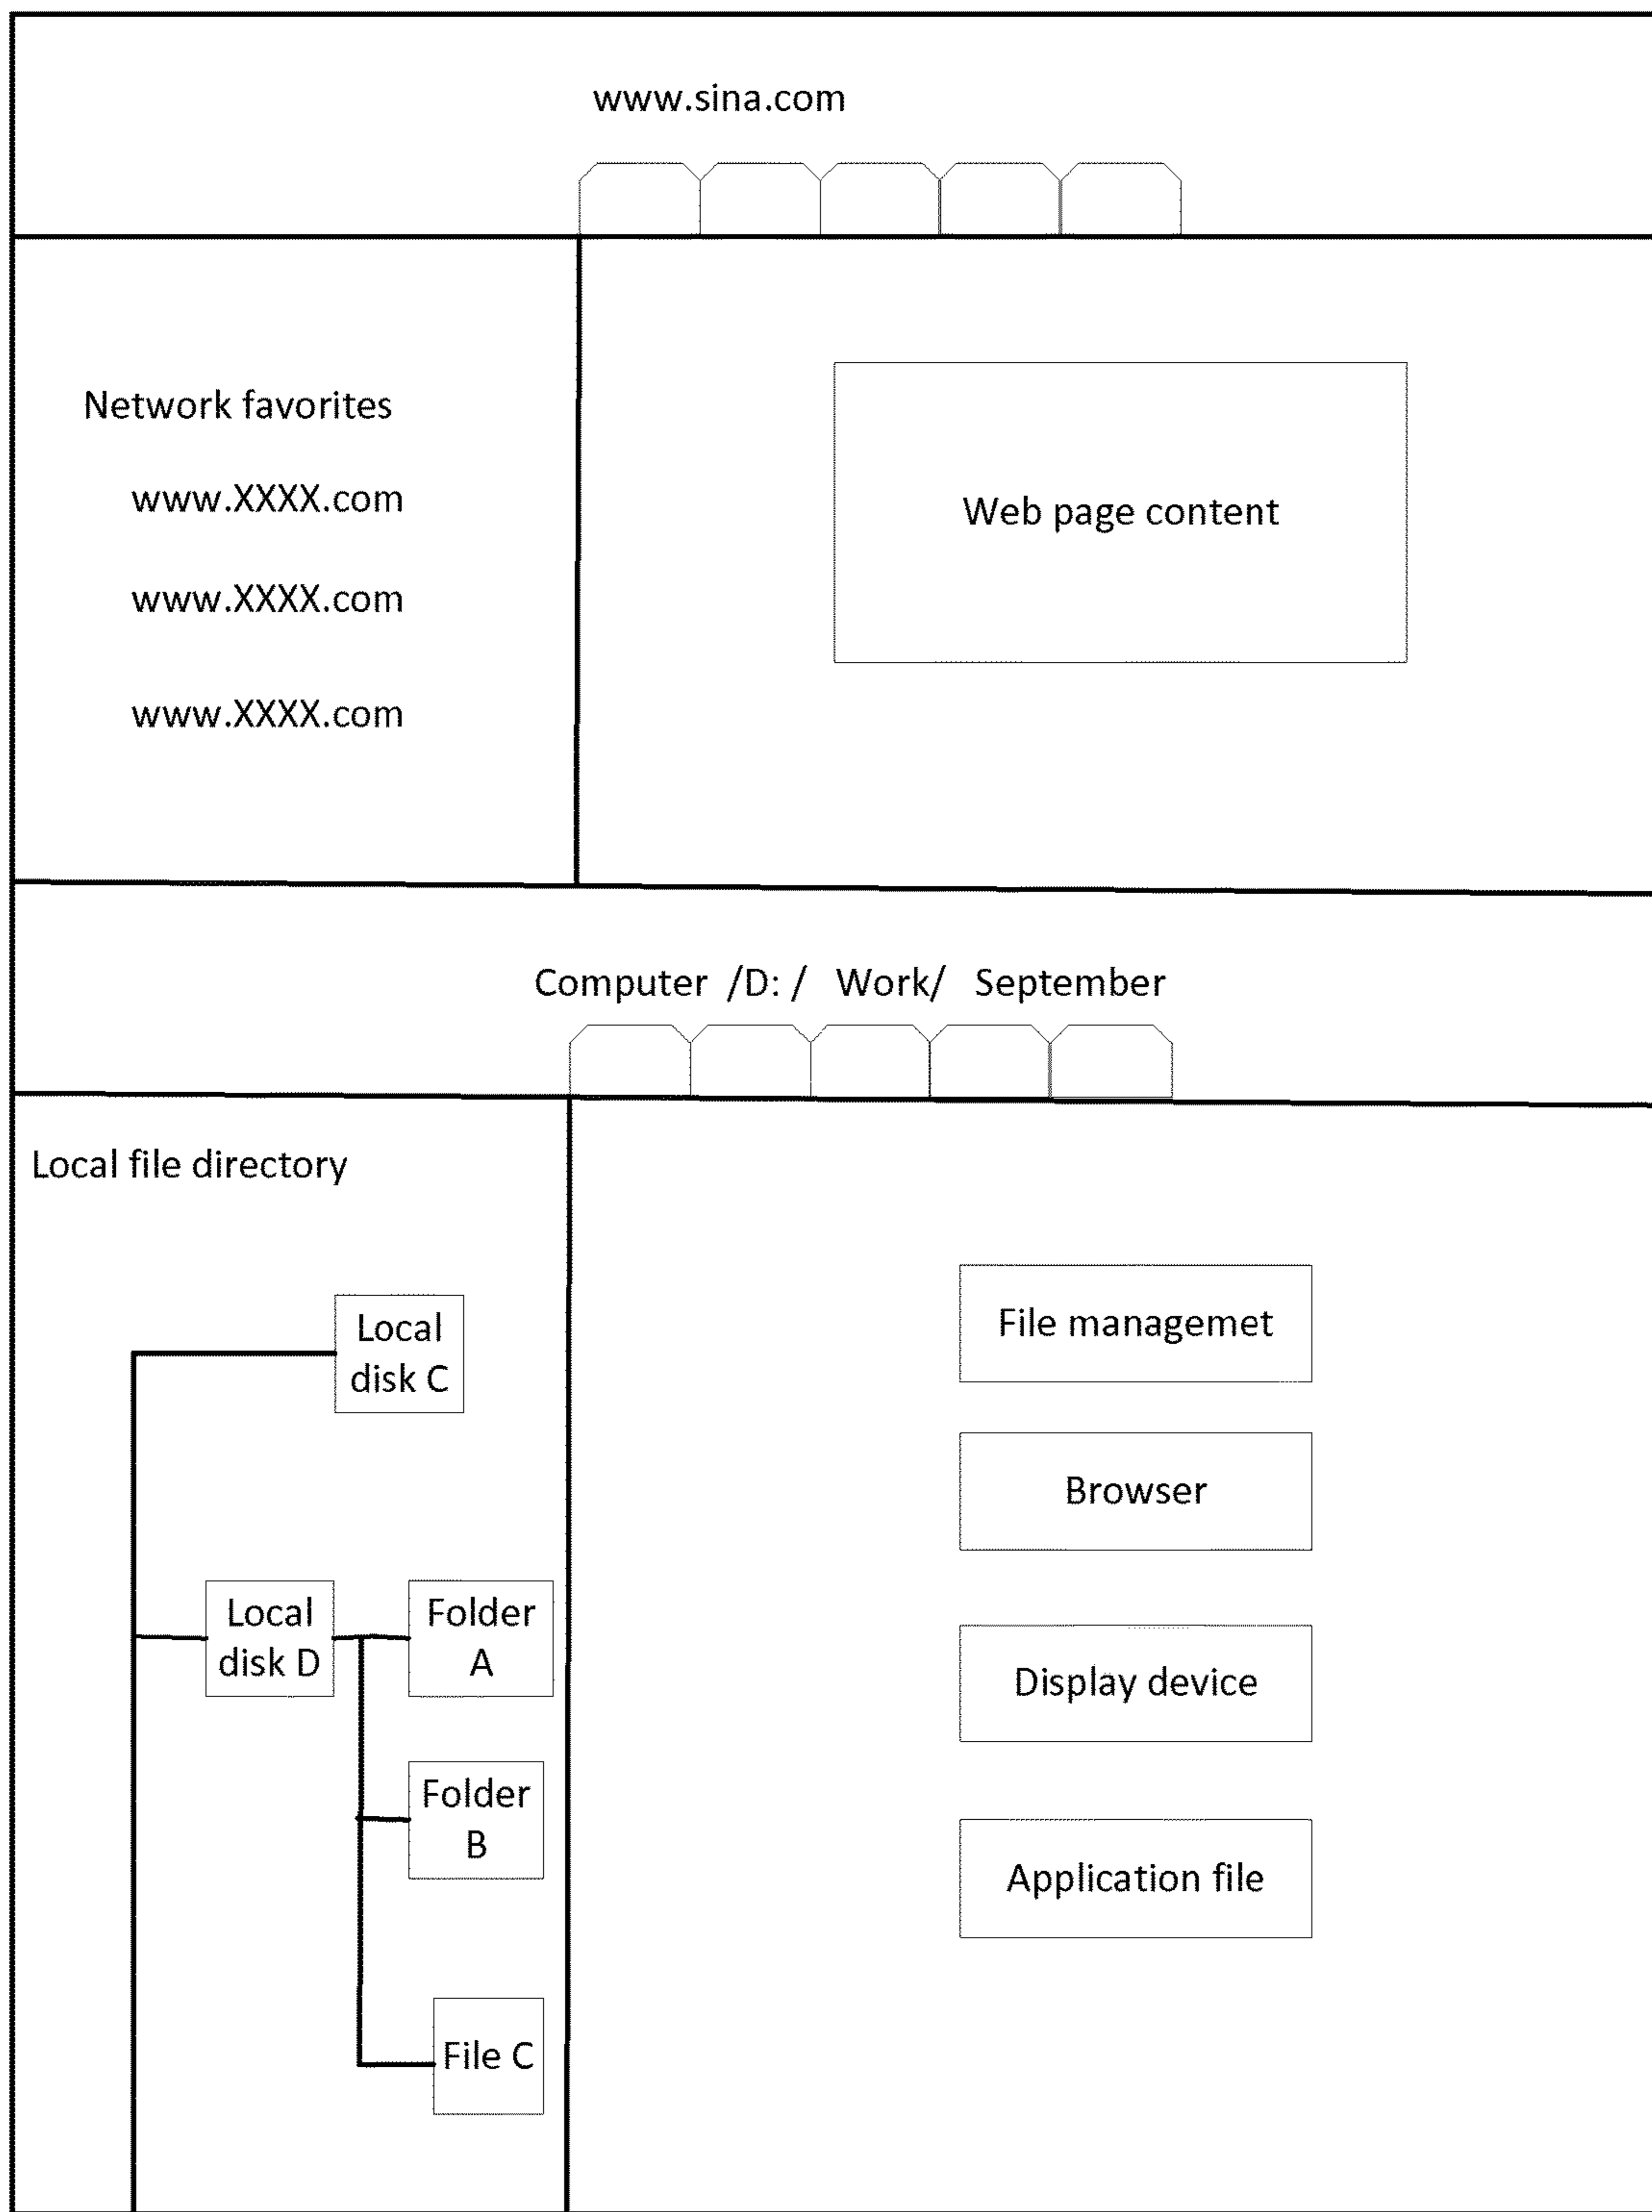 www.sina.com
Network favorites
www.XXXX.com
www.XXXX.com
www.XXXX.com
Web page content
Computer /D: / Work/ September
Local file directory
Local
disk C
Local
disk D
Folder
A
Folder
B
File C
File managemet
Browser
Display device
Application file